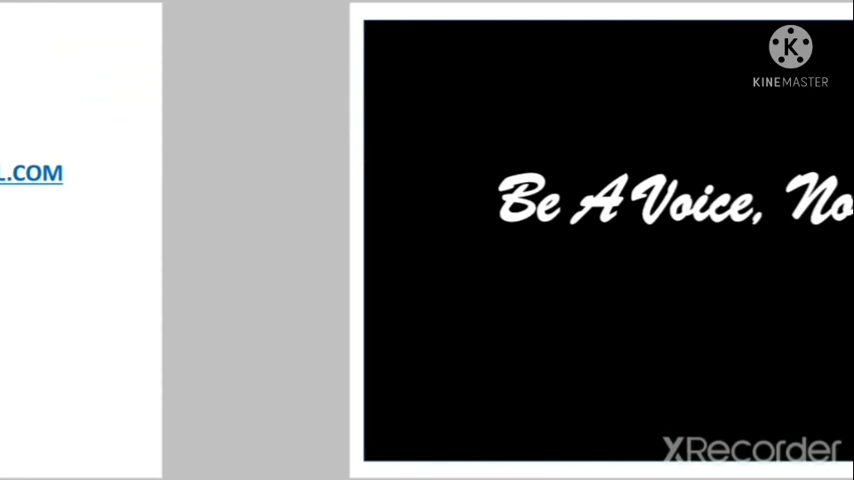 K
KINEMASTER
L.COM
Be A Voice, No
XRecorder